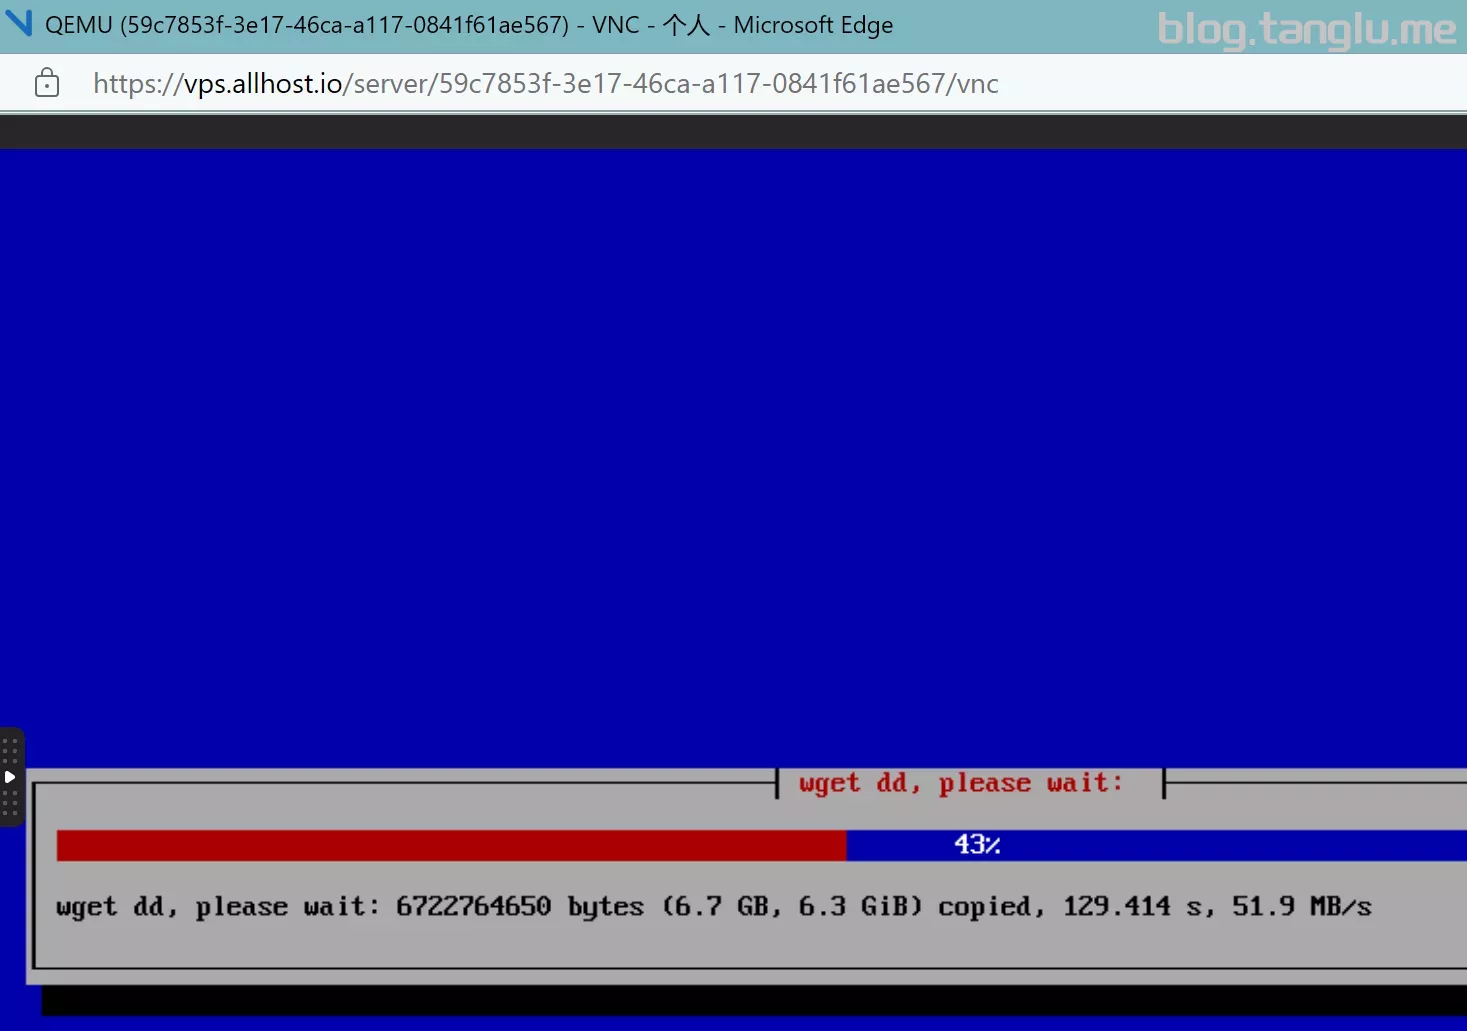 QEMU (59c7853f-3e17-46ca-a117-0841f61ae567) - VNC - 个人 - Microsoft Edge
blog.tanglu.me
https://vps.allhost.io/server/59c7853f-3e17-46ca-a117-0841f61ae567/vnc
wget dd, please wait:
43%
wget dd, please wait: 6722764650 bytes (6.7 GB, 6.3 GiB) copied, 129.414 s, 51.9 MB/s